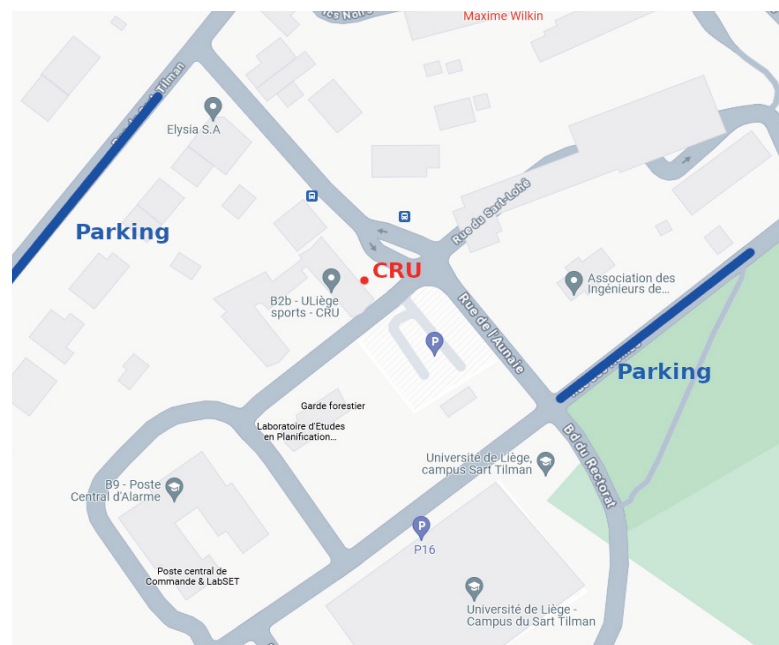 Maxime Wilkin
Tilman
Elysia S.A
Parking
Rue du Sart-Lohé
CRU
B2b - ULiège
sports - CRU
Association des
Ingénieurs de...
Rue de l'Aunaie
P
Parking
Garde forestier
Laboratoire d'Etudes
en Planification...
Université de Liège,
campus Sart Tilman
Bd du Rectorat
B9 - Poste
Central d'Alarme
P
P16
Poste central de
Commande & LabSET
Université de Liège -
Campus du Sart Tilman